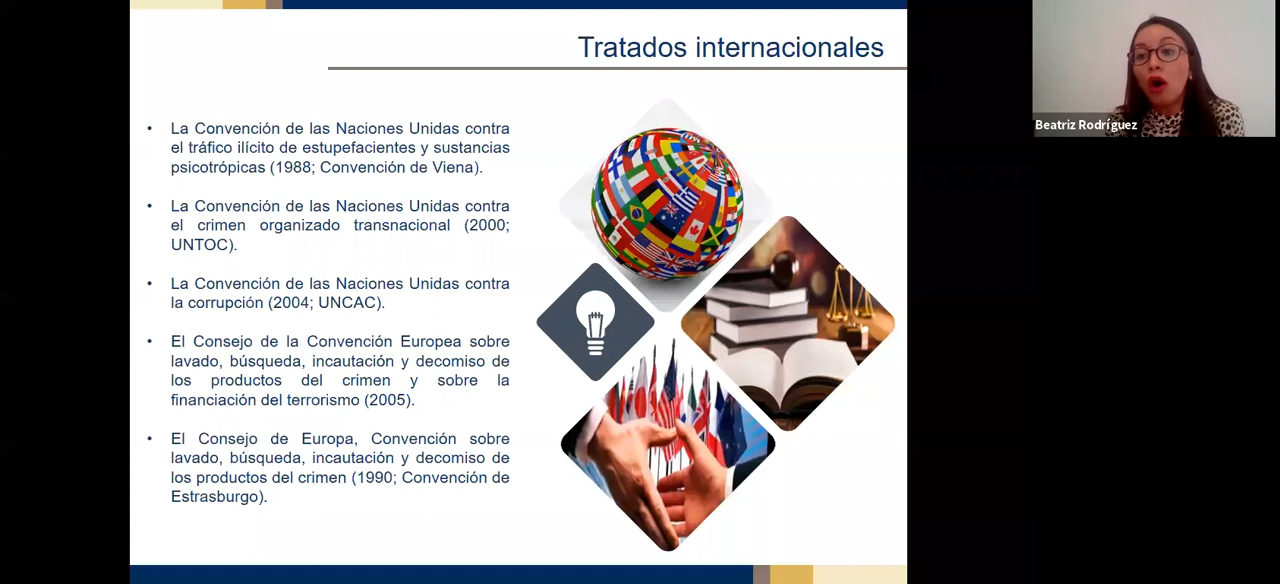 Tratados internacionales
• La Convención de las Naciones Unidas contra
el tráfico ilícito de estupefacientes y sustancias
psicotrópicas (1988; Convención de Viena).
• La Convención de las Naciones Unidas contra
el crimen organizado transnacional (2000;
UNTOC).
• La Convención de las Naciones Unidas contra
la corrupción (2004; UNCAC).
• El Consejo de la Convención Europea sobre
lavado, búsqueda, incautación y decomiso de
los productos del crimen y sobre la
financiación del terrorismo (2005).
• El Consejo de Europa, Convención sobre
lavado, búsqueda, incautación y decomiso de
los productos del crimen (1990; Convención de
Estrasburgo).
Beatriz Rodríguez